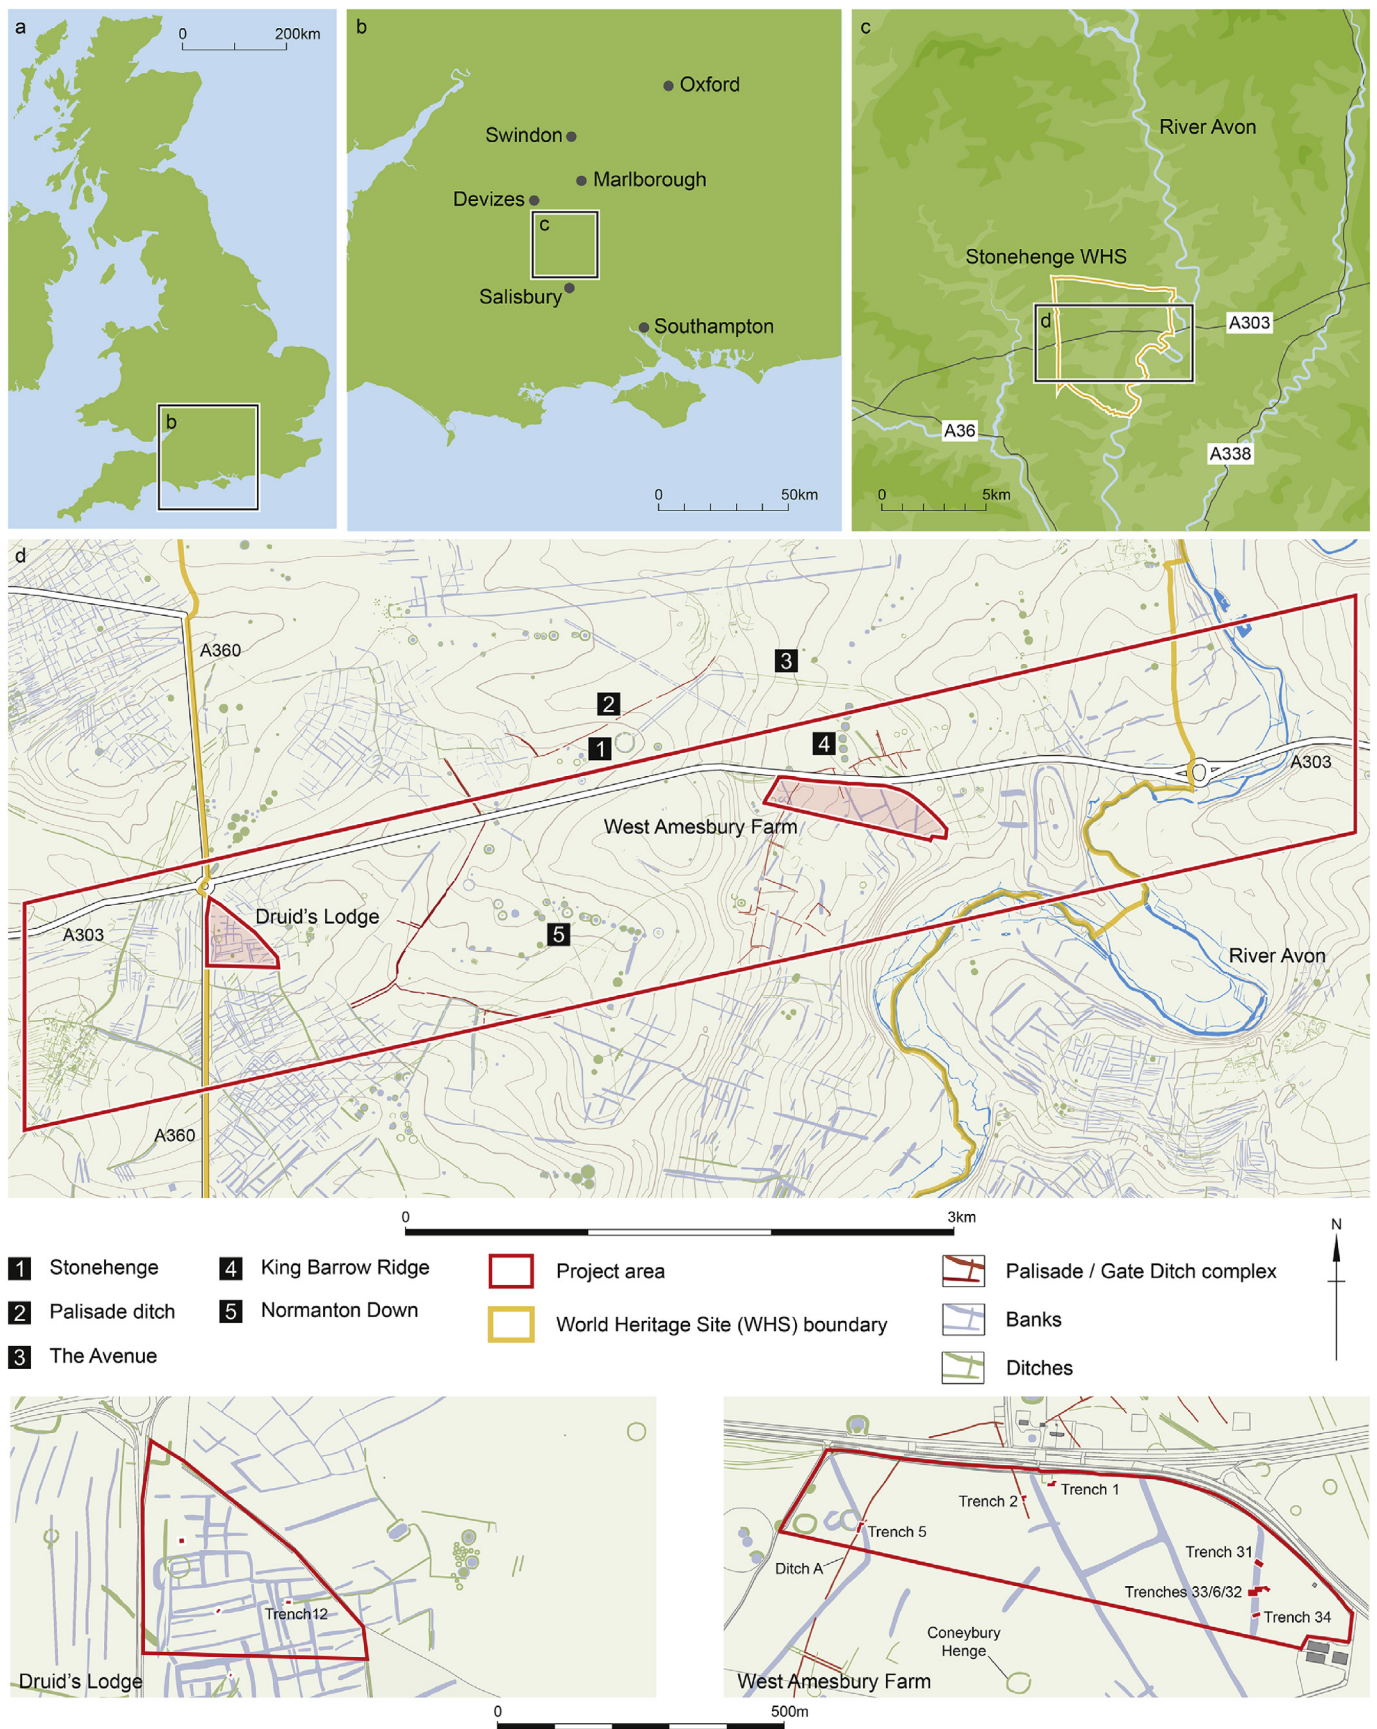 a
0 200km
b
b
Oxford
Swindon
Marlborough
Devizes
c
Salisbury
Southampton
0 50km
c
River Avon
Stonehenge WHS
d
A303
A36
A338
0 5km
d
A360
3
2
1
4
A303
West Amesbury Farm
Druid's Lodge
A303
5
River Avon
A360
0 3km
N
1 Stonehenge
2 Palisade ditch
3 The Avenue
4 King Barrow Ridge
5 Normanton Down
Project area
World Heritage Site (WHS) boundary
Palisade / Gate Ditch complex
Banks
Ditches
Trench12
Druid's Lodge
Trench 2
Trench 1
Trench 5
Ditch A
Trench 31
Trenches 33/6/32
Trench 34
Coneybury
Henge
West Amesbury Farm
0 500m